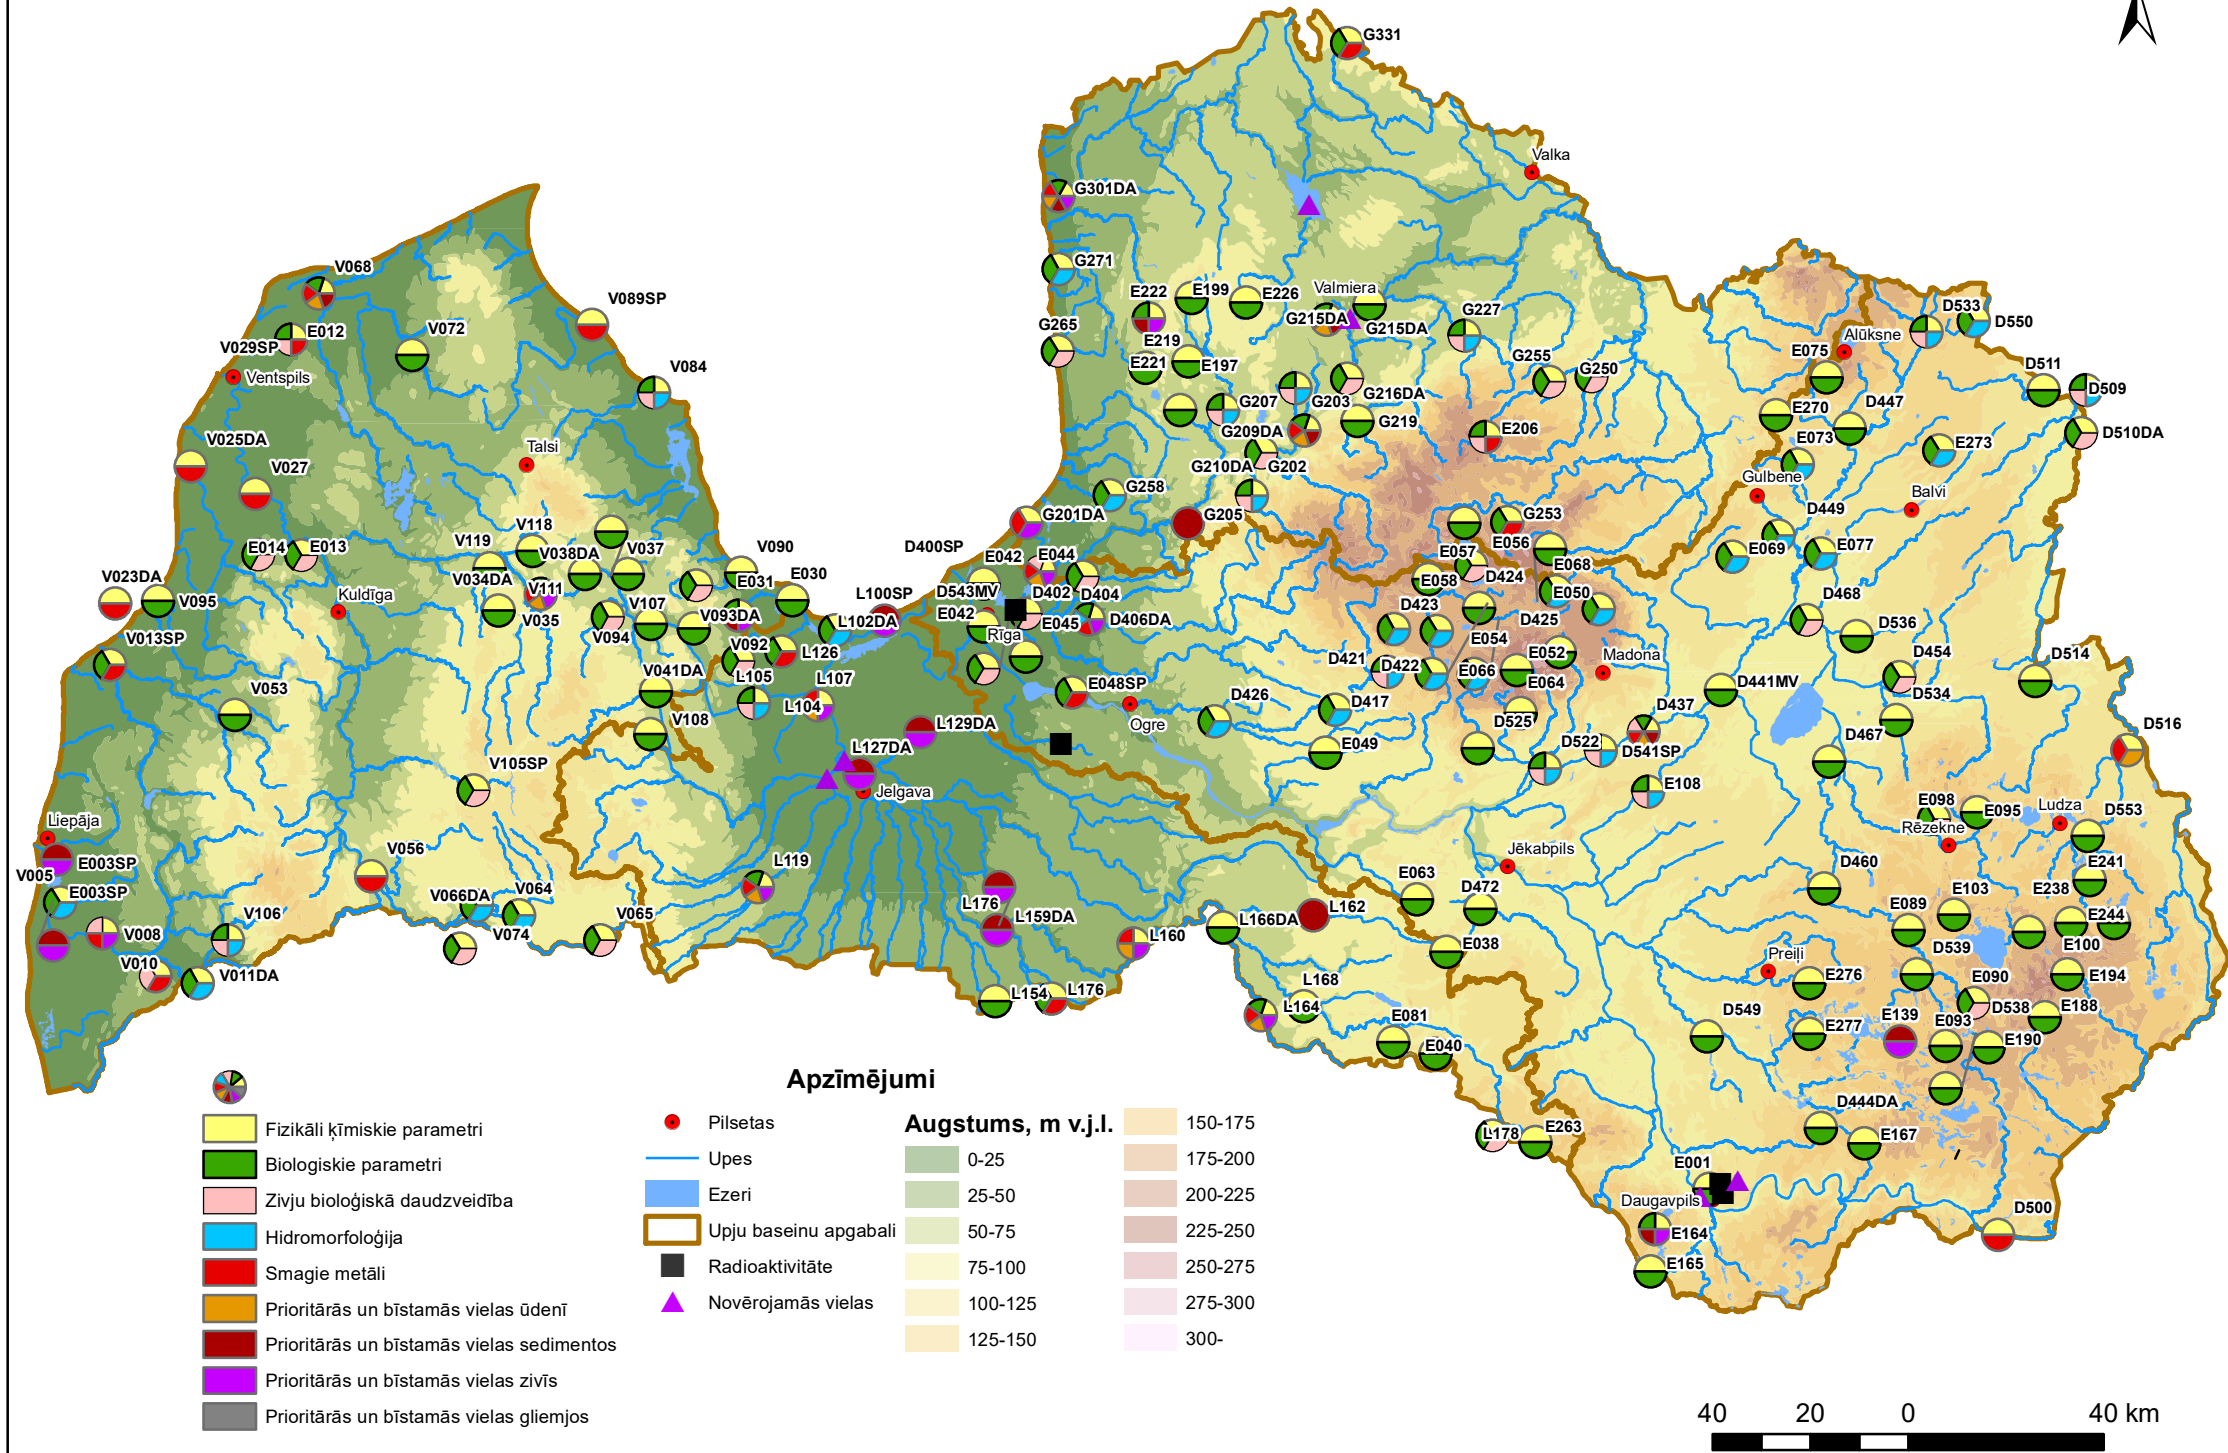 G331
Valka
G301DA
V068
G271
V089SP
E012
V072
V029SP
Ventspils
V084
G265
E222
E199
E226
Valmiera
G215DA
G215DA
G227
E219
E221
E197
G255
G250
G216DA
G207
G203
G219
G209DA
E206
G210DA
G202
D533
D550
Alūksne
E075
D511
D509
E270
D447
D510DA
E073
E273
Gulbene
Balvi
V025DA
V027
Talsi
G258
G201DA
G205
G253
D449
E069
E077
V118
V119
V038DA
V037
E014
E013
V034DA
V090
D400SP
E042
E044
E056
E057
D424
E068
E058
V023DA
V095
Kuldīga
V111
V035
V107
E031
E030
L100SP
D543MV
D402
D404
E050
V094
V093DA
L102DA
E042
Rīga
E045
D406DA
D423
D425
E054
D468
D536
V013SP
V092
L126
V041DA
L105
L107
L104
E048SP
D421
D422
E066
E052
E064
Madona
D454
D514
D534
V053
V108
L129DA
Ogre
D426
D417
D441MV
D437
D525
D516
L127DA
E049
D522
D541SP
D467
V105SP
Jelgava
E108
Liepāja
E098
E095
Ludza
D553
Rēzekne
E003SP
V005
E003SP
V056
L119
Jēkabpils
E063
D472
D460
E241
E103
E238
V066DA
V064
V065
L176
L159DA
L166DA
L162
E089
E244
V106
V008
V074
L160
E038
D539
E100
V010
V011DA
Preiļi
E276
E090
E194
L154
L176
L168
L164
D549
E277
E139
E093
D538
E188
E190
E081
E040
D444DA
E167
L178
E263
E001
Daugavpils
E164
E165
D500
Apzīmējumi
Fizikāli ķīmiskie parametri
Biologiskie parametri
Zivju bioloģiskā daudzveidība
Hidromorfoloģija
Smagie metāli
Prioritārās un bīstamās vielas ūdenī
Prioritārās un bīstamās vielas sedimentos
Prioritārās un bīstamās vielas zivīs
Prioritārās un bīstamās vielas gliemjos
Pilsetas
Upes
Ezeri
Upju baseinu apgabali
Radioaktivitāte
Novērojamās vielas
Augstums, m v.j.l.
0-25
25-50
50-75
75-100
100-125
125-150
150-175
175-200
200-225
225-250
250-275
275-300
300-
40 20 0 40 km